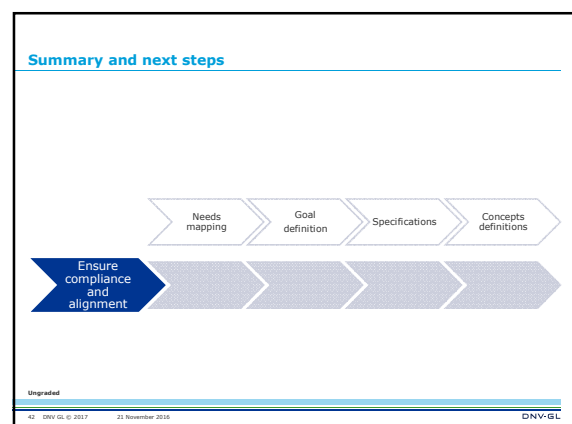 Summary and next steps
Needs
mapping
Goal
definition
Specifications
Concepts
definitions
Ensure
compliance
and
alignment
Ungraded
42 DNV GL © 2017 21 November 2016
DNV·GL